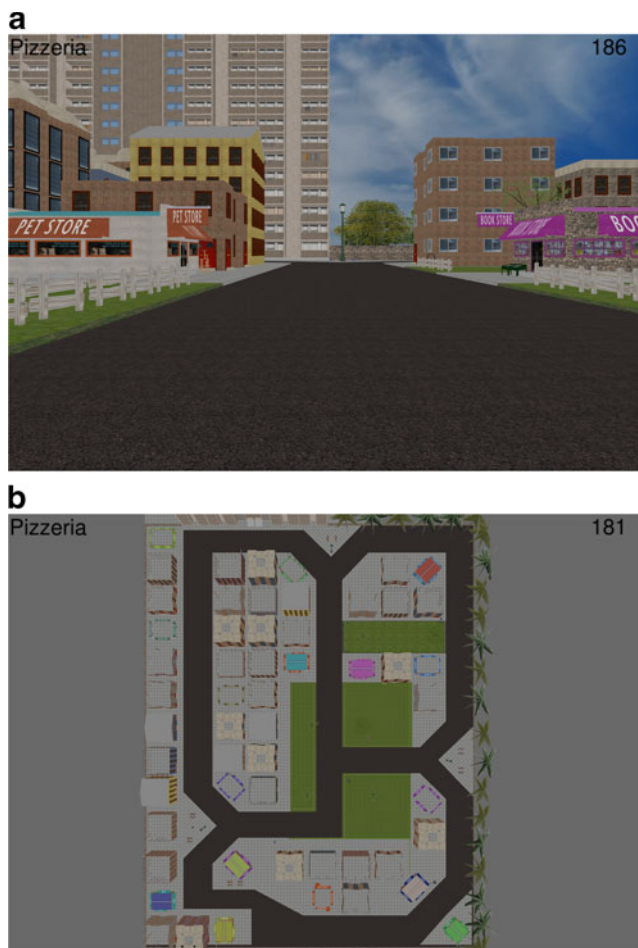 a
Pizzeria 186
PET STORE PET STORE BOOK STORE BOO
b
Pizzeria 181